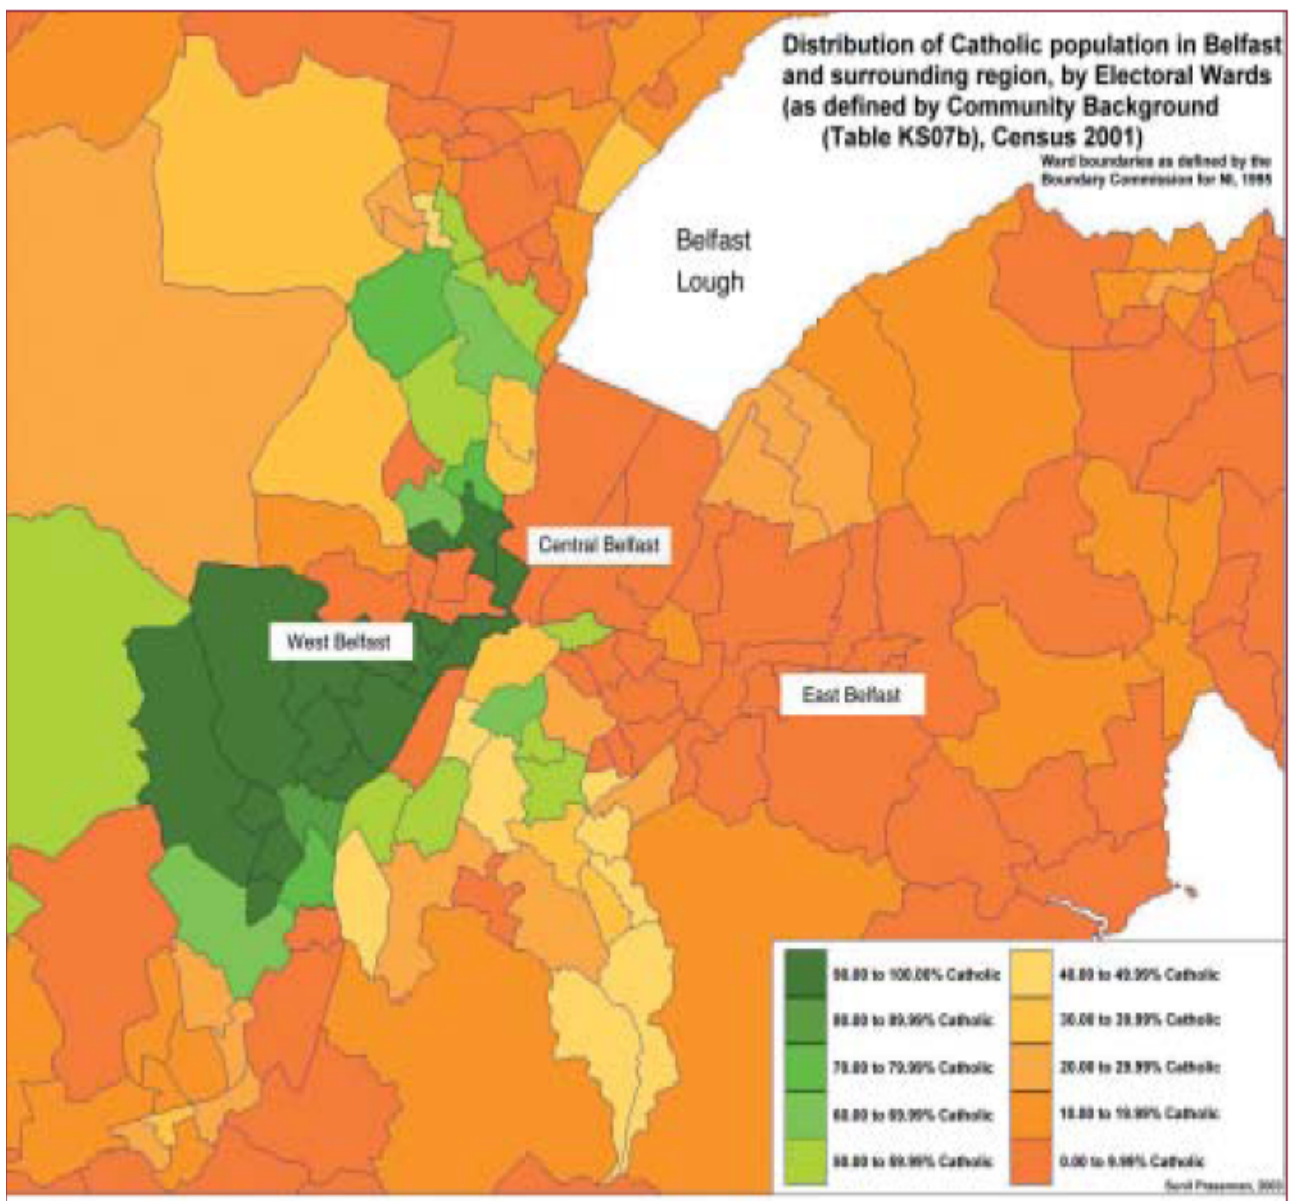 Distribution of Catholic population in Belfast
and surrounding region, by Electoral Wards
(as defined by Community Background
(Table KS07b), Census 2001)
Ward boundaries as defined by the
Boundary Commission for NI, 1995
Belfast
Lough
Central Belfast
West Belfast
East Belfast
90.00 to 100.00% Catholic
80.00 to 89.99% Catholic
70.00 to 79.99% Catholic
60.00 to 69.99% Catholic
50.00 to 59.99% Catholic
40.00 to 49.99% Catholic
30.00 to 39.99% Catholic
20.00 to 29.99% Catholic
10.00 to 19.99% Catholic
0.00 to 9.99% Catholic
2003